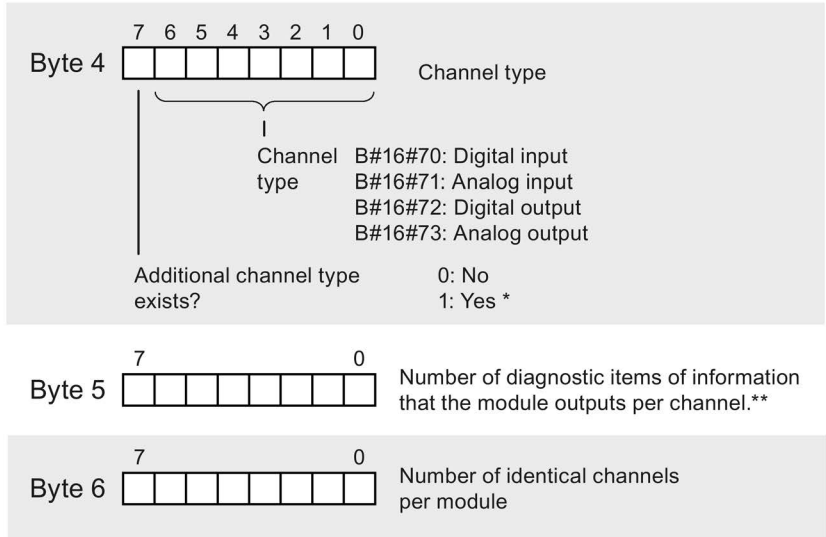 7 6 5 4 3 2 1 0
Byte 4
Channel type
Channel type
B#16#70: Digital input
B#16#71: Analog input
B#16#72: Digital output
B#16#73: Analog output
Additional channel type exists?
0: No
1: Yes *
7 0
Byte 5
Number of diagnostic items of information
that the module outputs per channel.**
7 0
Byte 6
Number of identical channels
per module